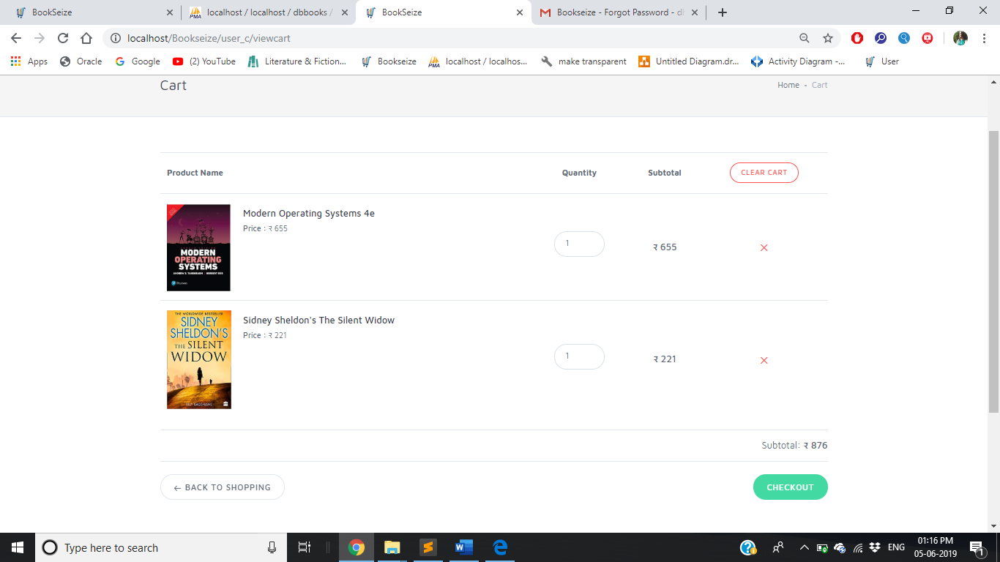 BookSeize
localhost / localhost / dbbooks /
BookSeize
Bookseize - Forgot Password - dh
localhost/Bookseize/user_c/viewcart
Apps
Oracle
Google
(2) YouTube
Literature & Fiction...
Bookseize
localhost / localhos...
make transparent
Untitled Diagram.dr...
Activity Diagram -...
User
Cart
Home - Cart
Product Name Quantity Subtotal CLEAR CART
Modern Operating Systems 4e
Price : ₹ 655
1 ₹ 655
MODERN
OPERATING
SYSTEMS
ANDREW S. TANENBAUM HERBERT BOS
Pearson
Sidney Sheldon's The Silent Widow
Price : ₹ 221
1 ₹ 221
THE WORLDWIDE BESTSELLER
SIDNEY
SHELDON'S
THE SILENT
WIDOW
TILLY BAGSHAWE
Subtotal: ₹ 876
← BACK TO SHOPPING
CHECKOUT
Type here to search
ENG
01:16 PM
05-06-2019
1